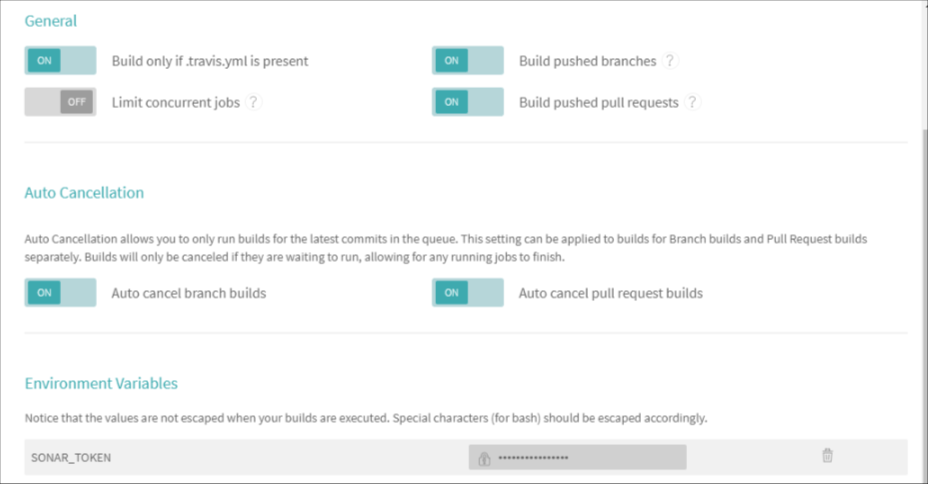 General
ON Build only if .travis.yml is present ON Build pushed branches ?
OFF Limit concurrent jobs ? ON Build pushed pull requests ?
Auto Cancellation
Auto Cancellation allows you to only run builds for the latest commits in the queue. This setting can be applied to builds for Branch builds and Pull Request builds
separately. Builds will only be canceled if they are waiting to run, allowing for any running jobs to finish.
ON Auto cancel branch builds ON Auto cancel pull request builds
Environment Variables
Notice that the values are not escaped when your builds are executed. Special characters (for bash) should be escaped accordingly.
SONAR_TOKEN ••••••••••••••••